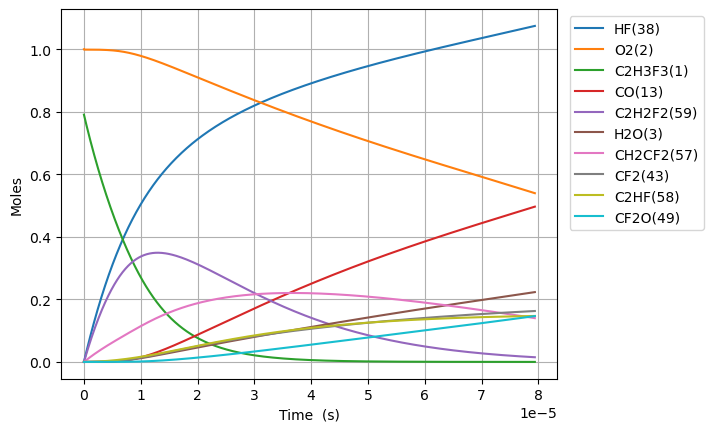 1.0
0.8
0.6
0.4
0.2
0.0
Moles
0 1 2 3 4 5 6 7 8
1e−5
Time (s)
HF(38)
O2(2)
C2H3F3(1)
CO(13)
C2H2F2(59)
H2O(3)
CH2CF2(57)
CF2(43)
C2HF(58)
CF2O(49)